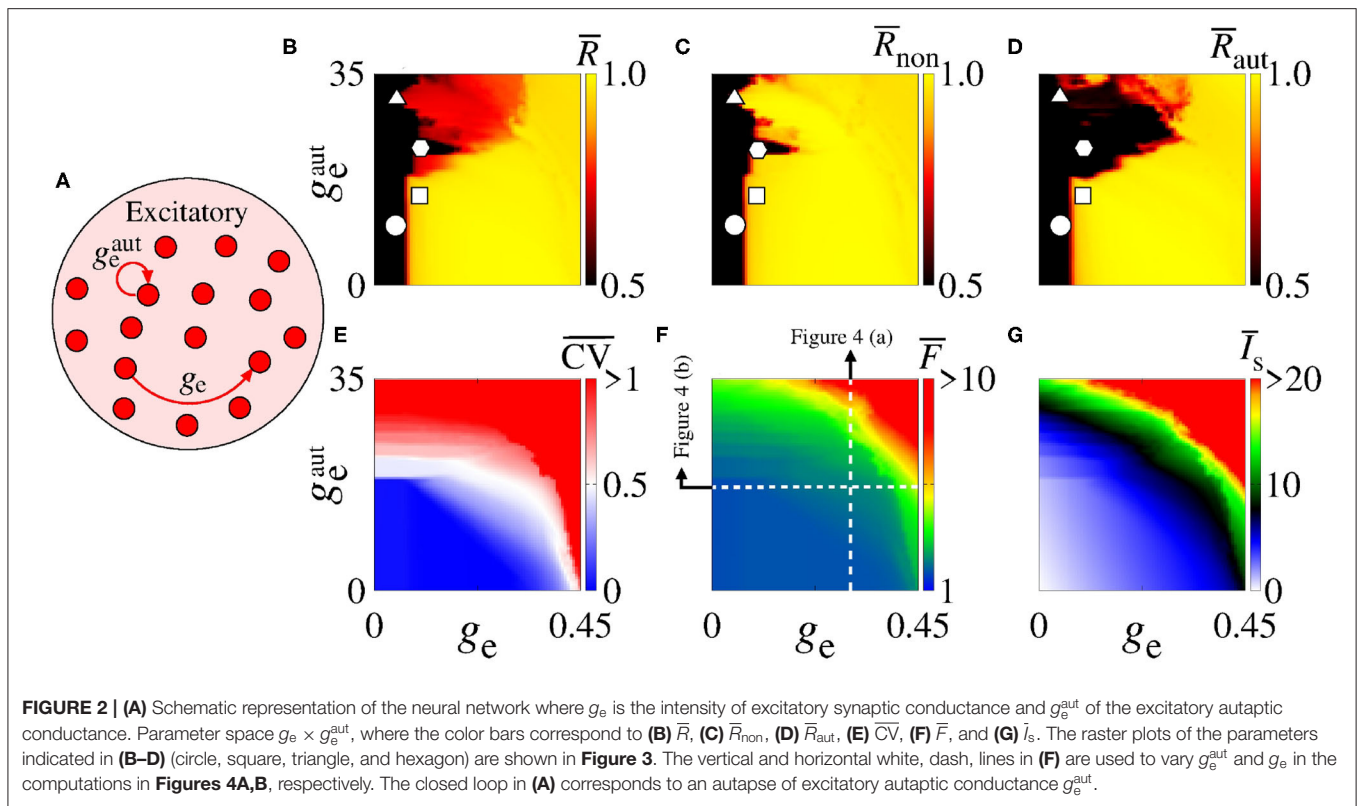 B
R̅
C
R̅non
D
R̅aut
35
1.0
1.0
1.0
g_e^aut
0
0.5
0.5
0.5
A
Excitatory
g_e^aut
g_e
E
C̅V̅
F
Figure 4 (a)
Figure 4 (b)
F̅
G
I̅s
35
>1
>10
>20
g_e^aut
0.5
10
0
0
1
0
0
g_e
0.45
0
g_e
0.45
0
g_e
0.45
FIGURE 2 | (A) Schematic representation of the neural network where g_e is the intensity of excitatory synaptic conductance and g_e^aut of the excitatory autaptic
conductance. Parameter space g_e × g_e^aut, where the color bars correspond to (B) R̅, (C) R̅non, (D) R̅aut, (E) C̅V̅, (F) F̅, and (G) I̅s. The raster plots of the parameters
indicated in (B–D) (circle, square, triangle, and hexagon) are shown in Figure 3. The vertical and horizontal white, dash, lines in (F) are used to vary g_e^aut and g_e in the
computations in Figures 4A,B, respectively. The closed loop in (A) corresponds to an autapse of excitatory autaptic conductance g_e^aut.